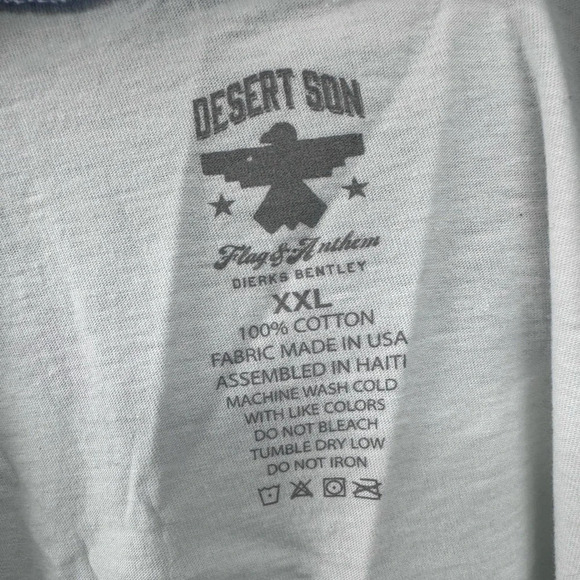 DESERT SON
Flag & Anthem
DIERKS BENTLEY
XXL
100% COTTON
FABRIC MADE IN USA
ASSEMBLED IN HAITI
MACHINE WASH COLD
WITH LIKE COLORS
DO NOT BLEACH
TUMBLE DRY LOW
DO NOT IRON